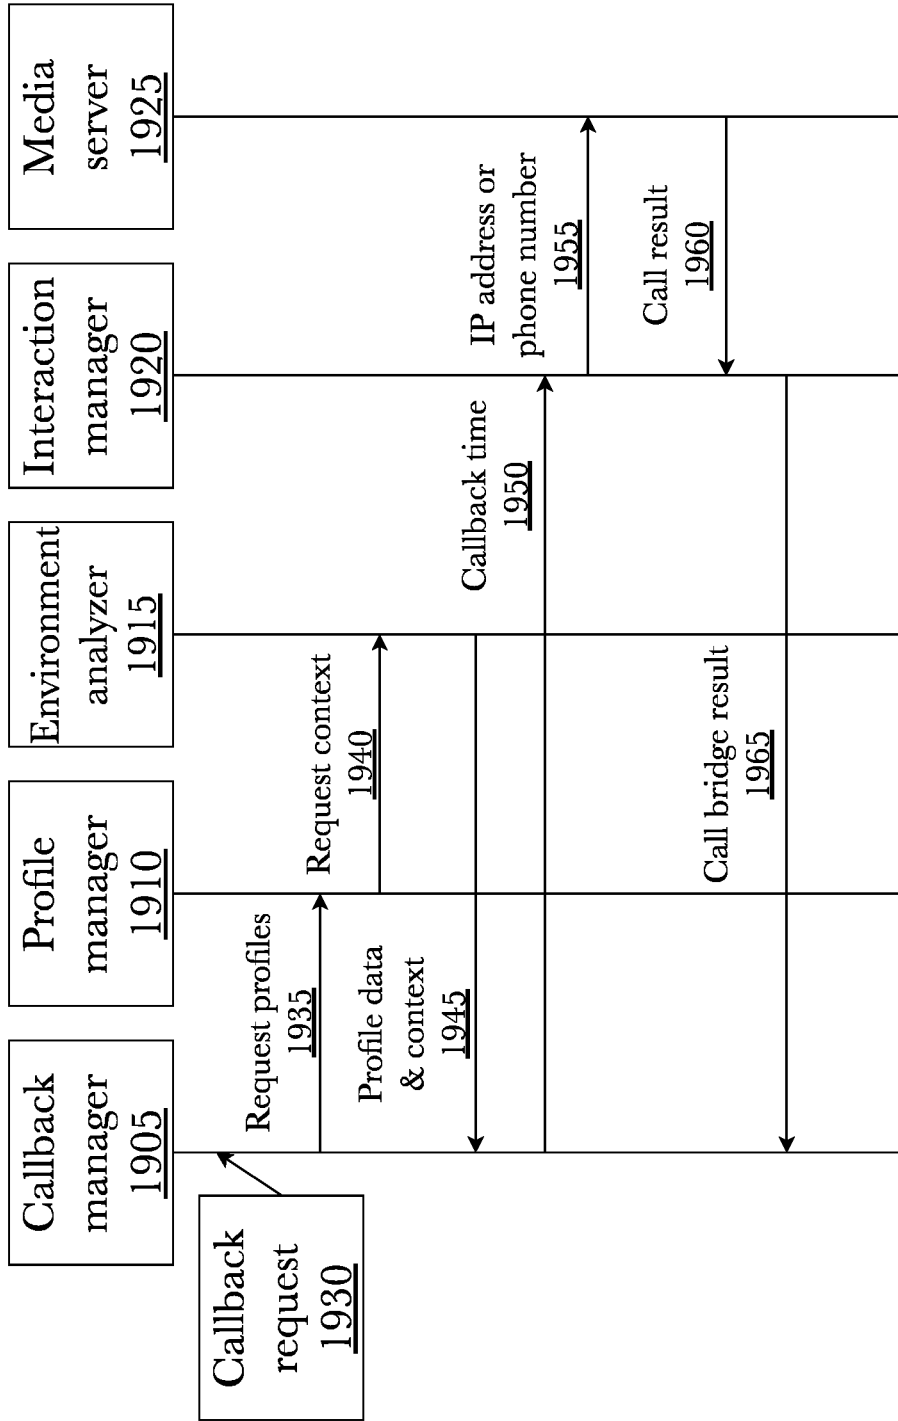 Callback
manager
1905
Profile
manager
1910
Environment
analyzer
1915
Interaction
manager
1920
Media
server
1925
Callback
request
1930
Request profiles
1935
Request context
1940
Profile data
& context
1945
Callback time
1950
IP address or
phone number
1955
Call result
1960
Call bridge result
1965